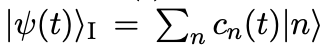 |ψ(t)⟩_I = ∑_n c_n(t)|n⟩